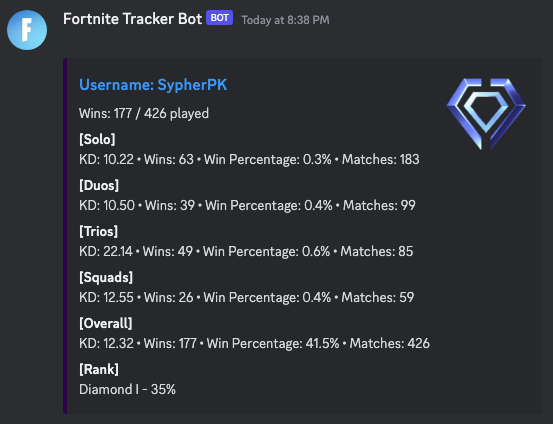 Fortnite Tracker Bot BOT Today at 8:38 PM
Username: SypherPK
Wins: 177 / 426 played
[Solo]
KD: 10.22 • Wins: 63 • Win Percentage: 0.3% • Matches: 183
[Duos]
KD: 10.50 • Wins: 39 • Win Percentage: 0.4% • Matches: 99
[Trios]
KD: 22.14 • Wins: 49 • Win Percentage: 0.6% • Matches: 85
[Squads]
KD: 12.55 • Wins: 26 • Win Percentage: 0.4% • Matches: 59
[Overall]
KD: 12.32 • Wins: 177 • Win Percentage: 41.5% • Matches: 426
[Rank]
Diamond I - 35%